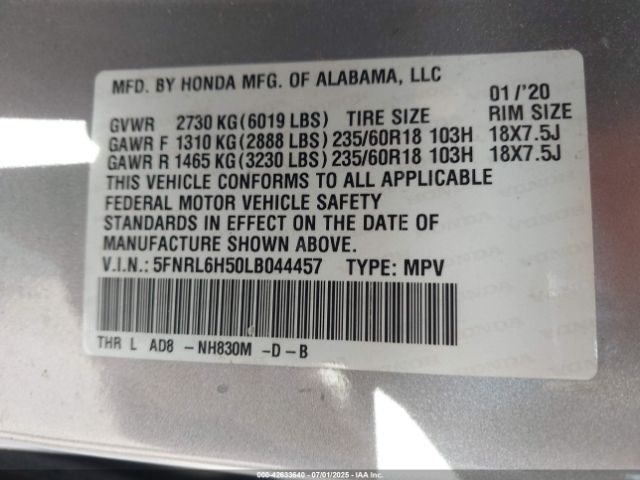 MFD. BY HONDA MFG. OF ALABAMA, LLC 01/'20
GVWR 2730 KG(6019 LBS) TIRE SIZE RIM SIZE
GAWR F 1310 KG(2888 LBS) 235/60R18 103H 18X7.5J
GAWR R 1465 KG(3230 LBS) 235/60R18 103H 18X7.5J
THIS VEHICLE CONFORMS TO ALL APPLICABLE
FEDERAL MOTOR VEHICLE SAFETY
STANDARDS IN EFFECT ON THE DATE OF
MANUFACTURE SHOWN ABOVE.
V.I.N.: 5FNRL6H50LB044457 TYPE: MPV
THR L AD8 -NH830M -D-B
000-42633640 - 07/01/2025 - IAA Inc.